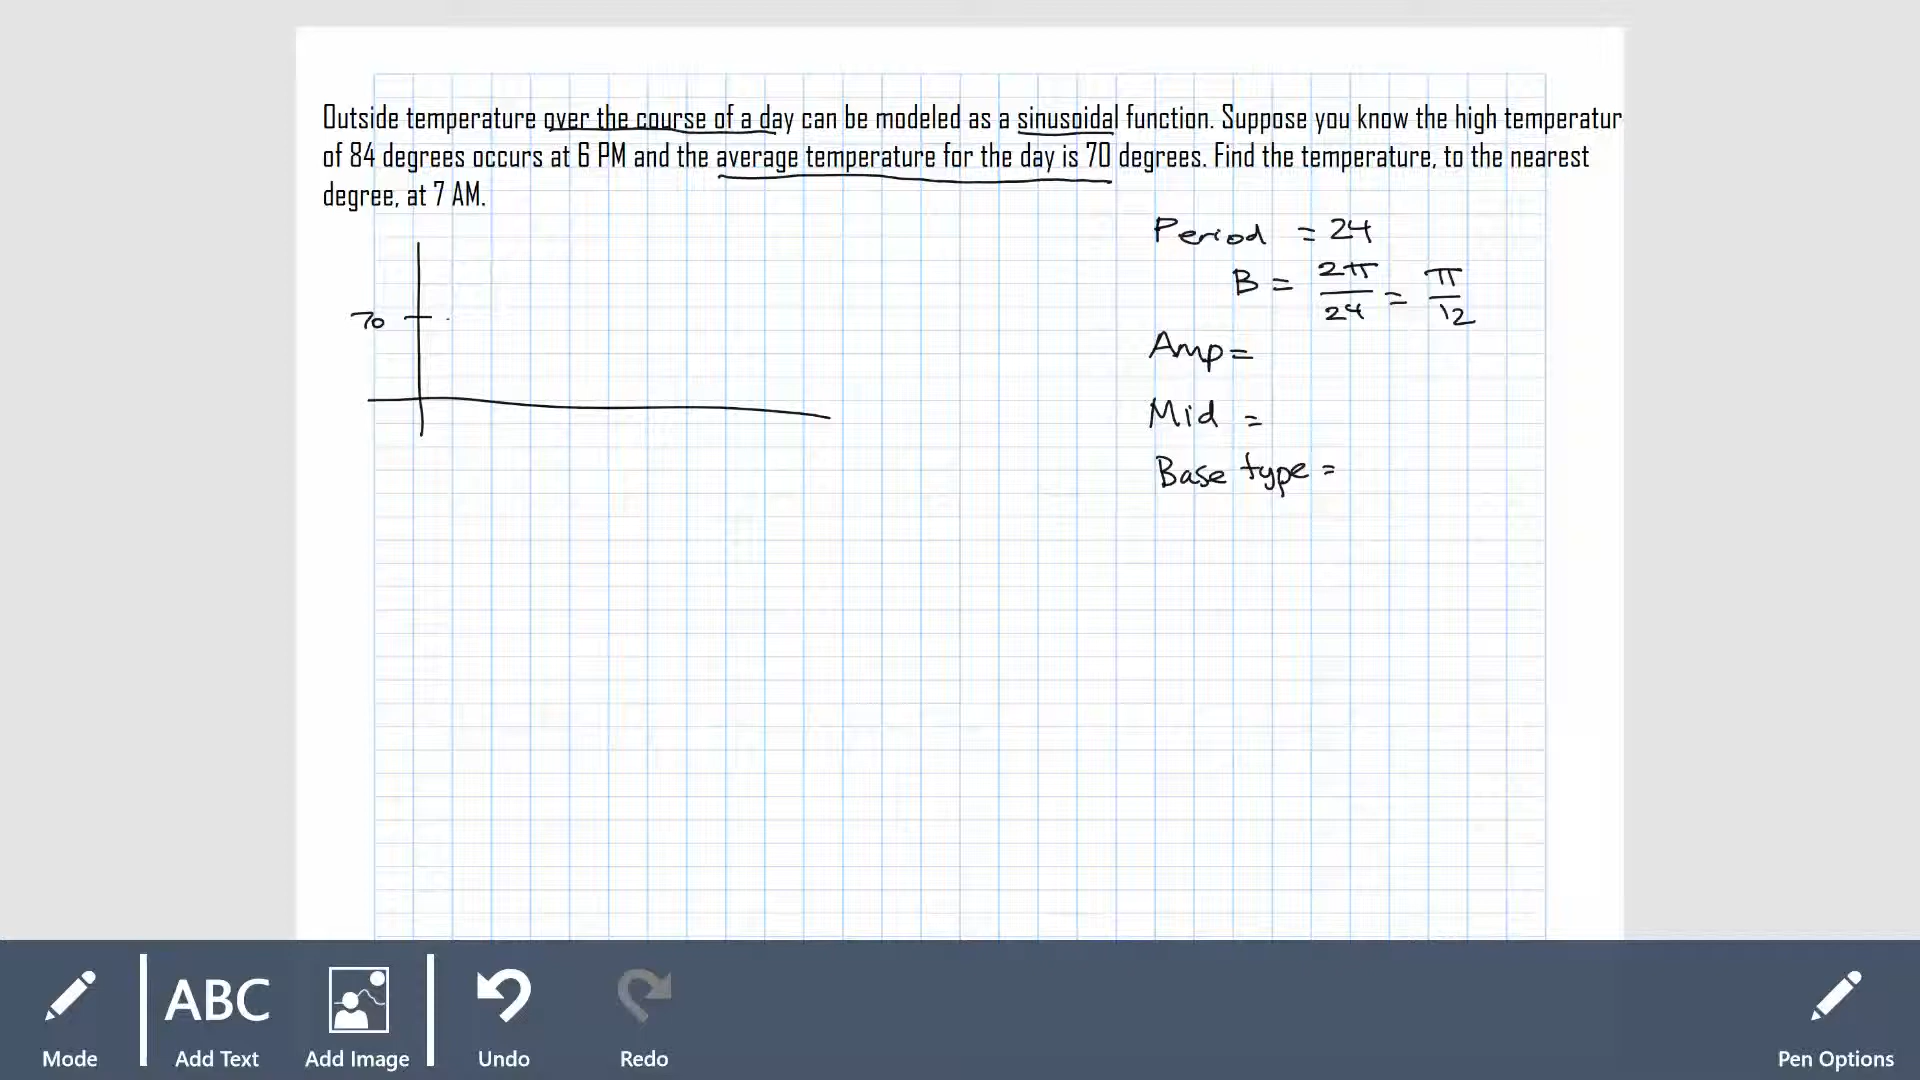 Outside temperature over the course of a day can be modeled as a sinusoidal function. Suppose you know the high temperatur
of 84 degrees occurs at 6 PM and the average temperature for the day is 70 degrees. Find the temperature, to the nearest
degree, at 7 AM.
Period = 24
B = 2π/24 = π/12
70
Amp =
Mid =
Base type =
Mode
ABC
Add Text
Add Image
Undo
Redo
Pen Options